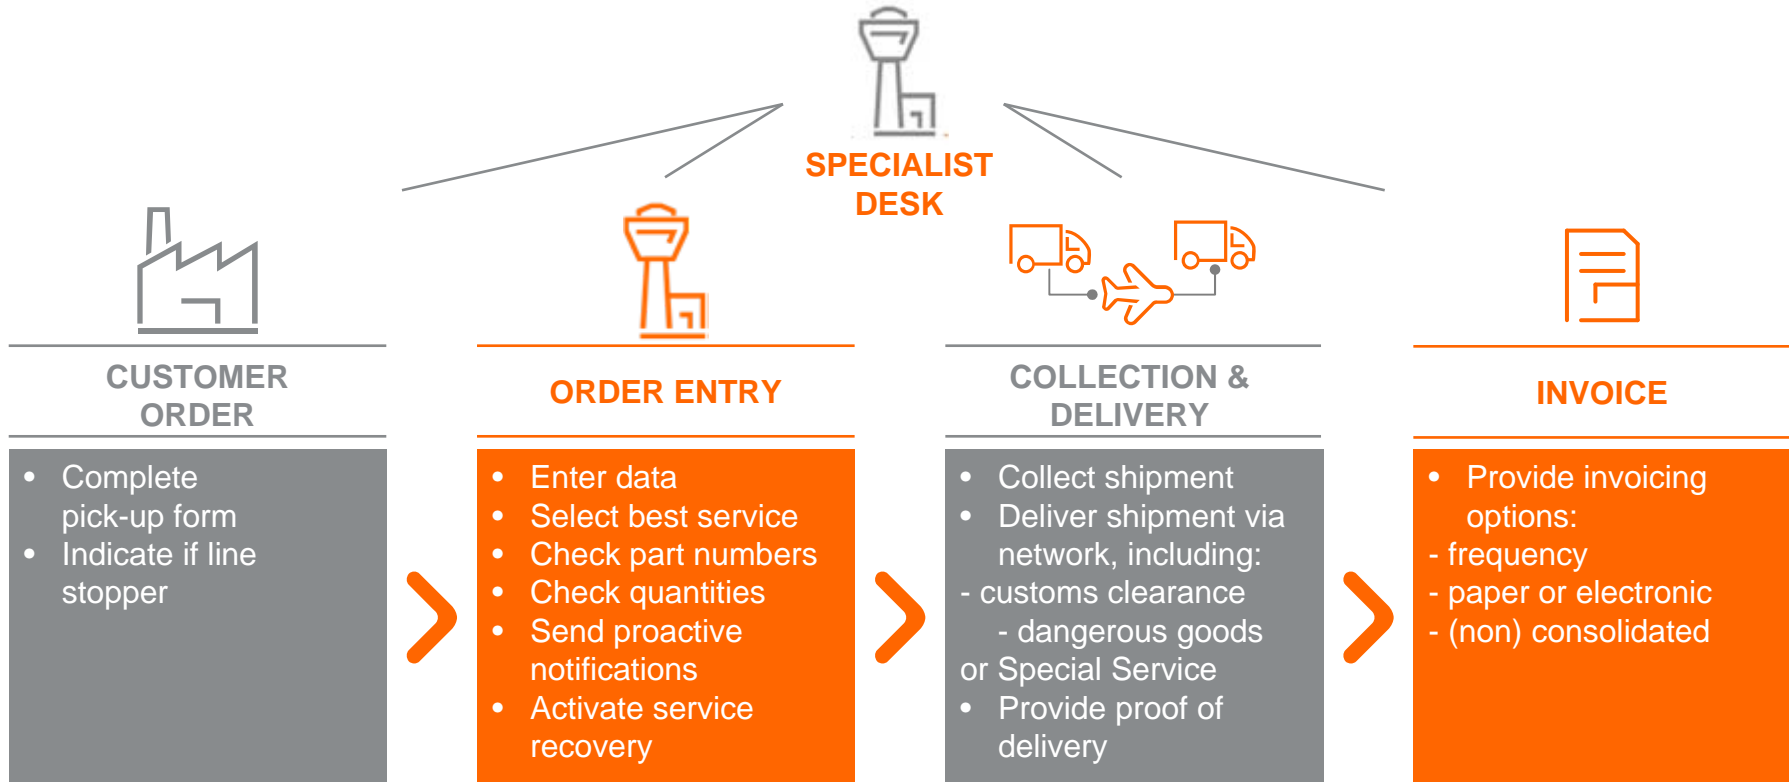 SPECIALIST
DESK
CUSTOMER
ORDER
• Complete
pick-up form
• Indicate if line
stopper
ORDER ENTRY
• Enter data
• Select best service
• Check part numbers
• Check quantities
• Send proactive
notifications
• Activate service
recovery
COLLECTION &
DELIVERY
• Collect shipment
• Deliver shipment via
network, including:
- customs clearance
- dangerous goods
or Special Service
• Provide proof of
delivery
INVOICE
• Provide invoicing
options:
- frequency
- paper or electronic
- (non) consolidated